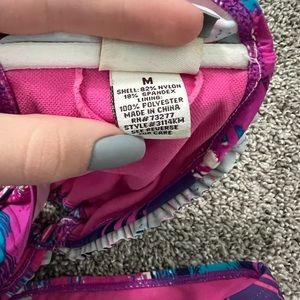 M
SHELL: 82% NYLON
18% SPANDEX
LINING:
100% POLYESTER
MADE IN CHINA
RN# 73277
STYLE#3114KM
SEE REVERSE
FOR CARE